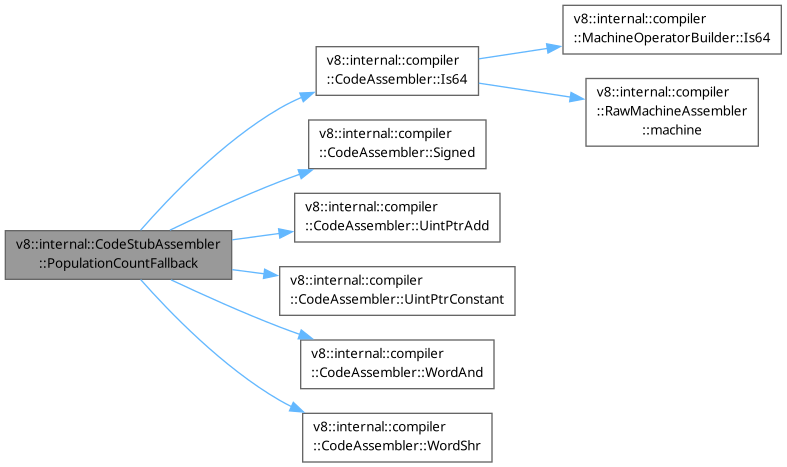 v8::internal::CodeStubAssembler
::PopulationCountFallback
v8::internal::compiler
::CodeAssembler::Is64
v8::internal::compiler
::MachineOperatorBuilder::Is64
v8::internal::compiler
::RawMachineAssembler
::machine
v8::internal::compiler
::CodeAssembler::Signed
v8::internal::compiler
::CodeAssembler::UintPtrAdd
v8::internal::compiler
::CodeAssembler::UintPtrConstant
v8::internal::compiler
::CodeAssembler::WordAnd
v8::internal::compiler
::CodeAssembler::WordShr